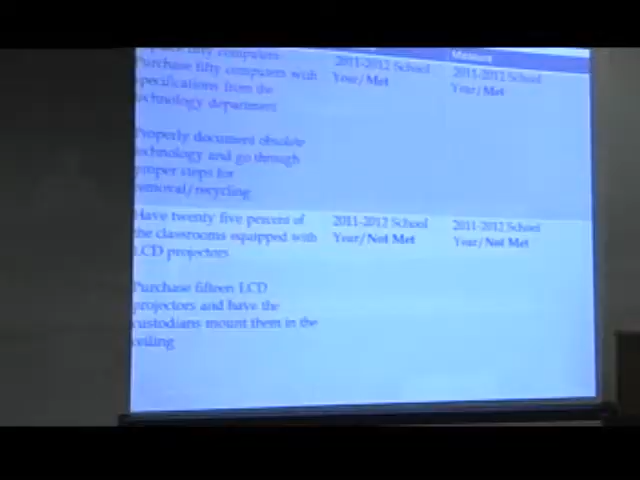 fifty computers
Measure
Purchase fifty computers with
specifications from the
technology department
2011-2012 School
Year/Met
2011-2012 School
Year/Met
Properly document obsolete
technology and go through
proper steps for
removal/recycling
Have twenty five percent of
the classrooms equipped with
LCD projectors
2011-2012 School
Year/Not Met
2011-2012 School
Year/Not Met
Purchase fifteen LCD
projectors and have the
custodians mount them in the
ceiling